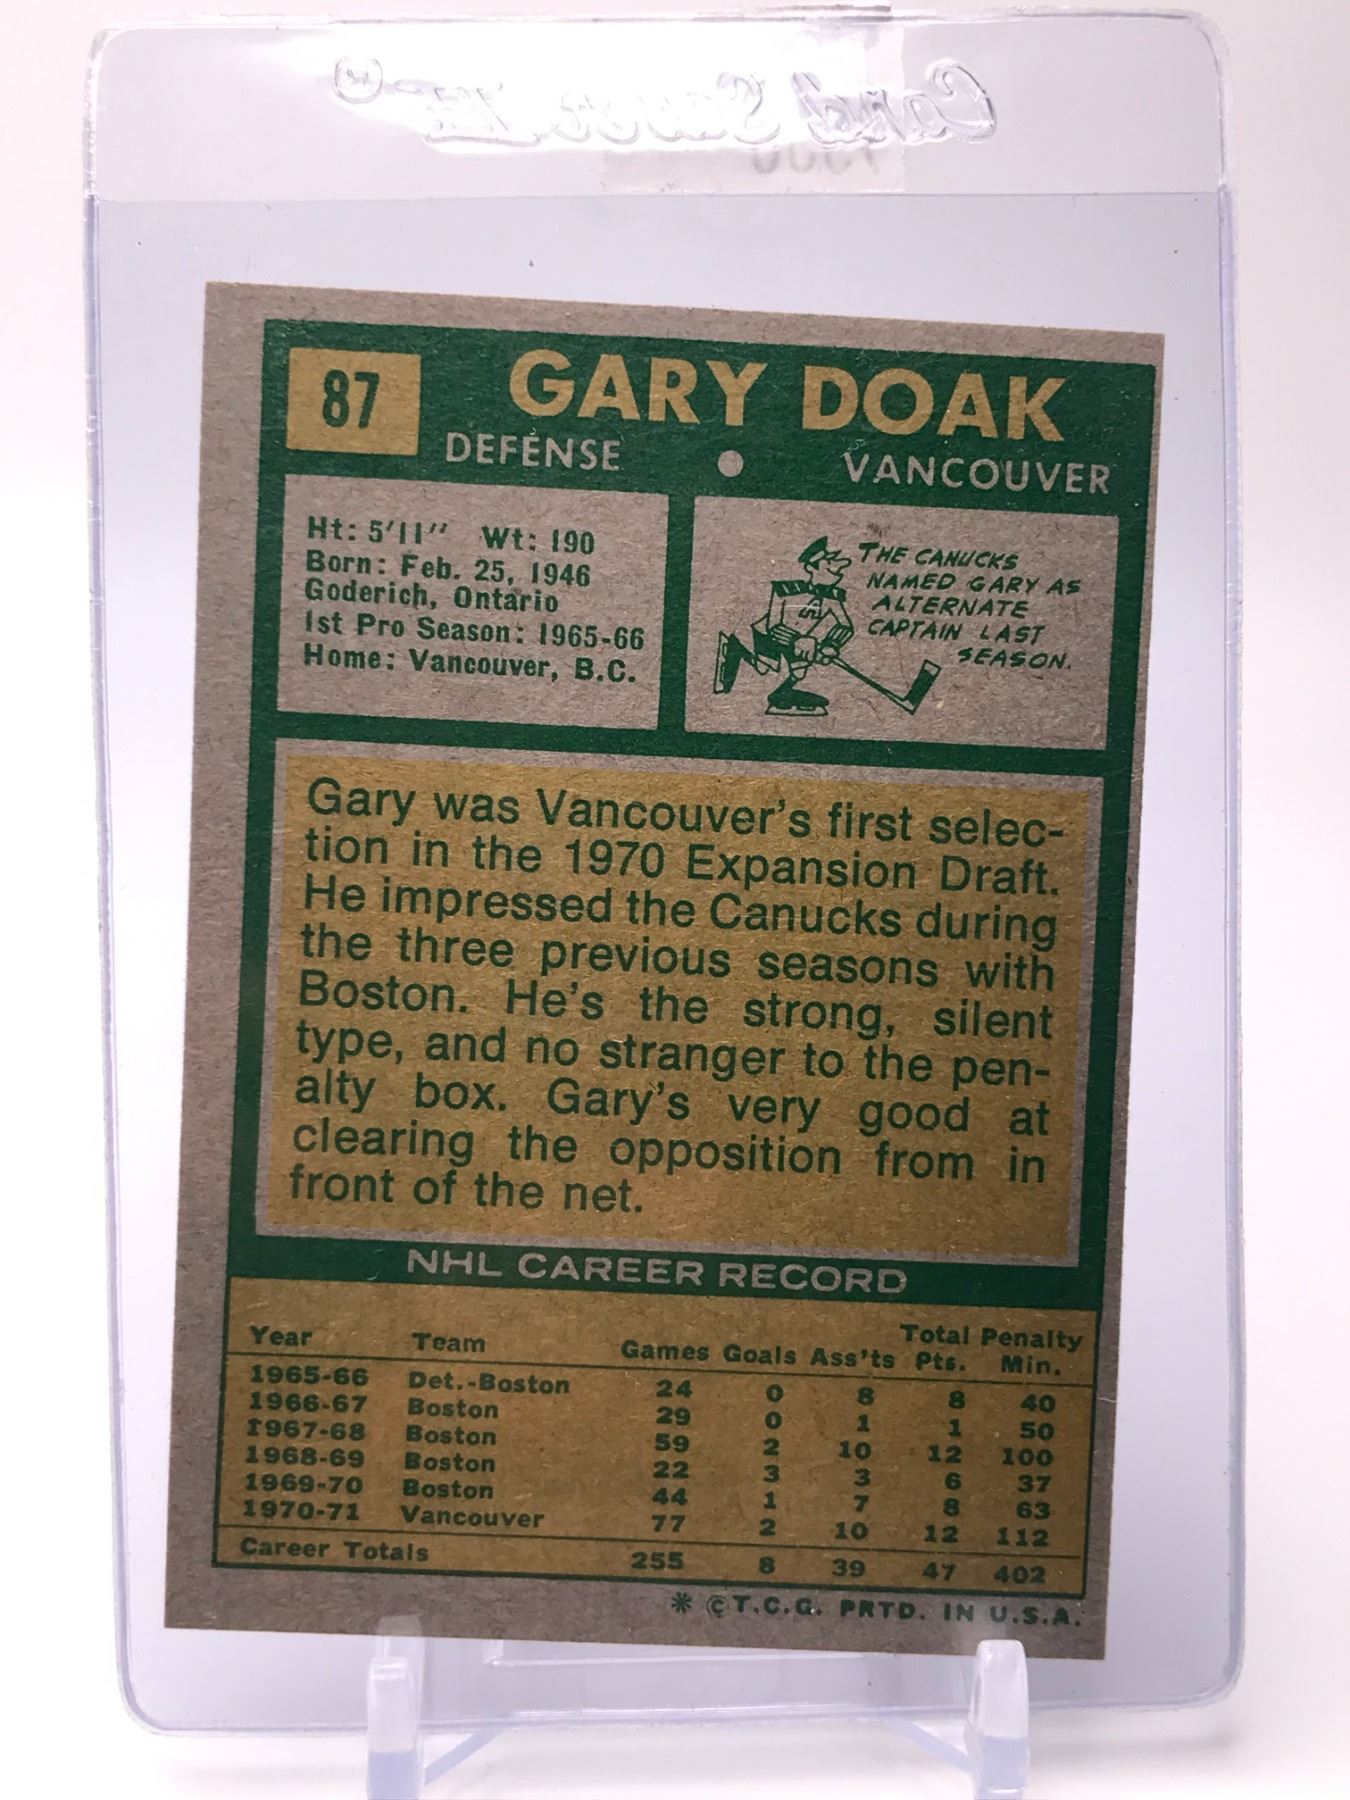 Card Saver
87
GARY DOAK
DEFENSE • VANCOUVER
Ht: 5'11" Wt: 190
Born: Feb. 25, 1946
Goderich, Ontario
1st Pro Season: 1965-66
Home: Vancouver, B.C.
THE CANUCKS
NAMED GARY AS
ALTERNATE
CAPTAIN LAST
SEASON.
Gary was Vancouver's first selec-
tion in the 1970 Expansion Draft.
He impressed the Canucks during
the three previous seasons with
Boston. He's the strong, silent
type, and no stranger to the pen-
alty box. Gary's very good at
clearing the opposition from in
front of the net.
NHL CAREER RECORD
Year Team Games Goals Ass'ts Total Pts. Penalty Min.
1965-66 Det.-Boston 24 0 8 8 40
1966-67 Boston 29 0 1 1 50
1967-68 Boston 59 2 10 12 100
1968-69 Boston 22 3 3 6 37
1969-70 Boston 44 1 7 8 63
1970-71 Vancouver 77 2 10 12 112
Career Totals 255 8 39 47 402
* © T.C.G. PRTD. IN U.S.A.